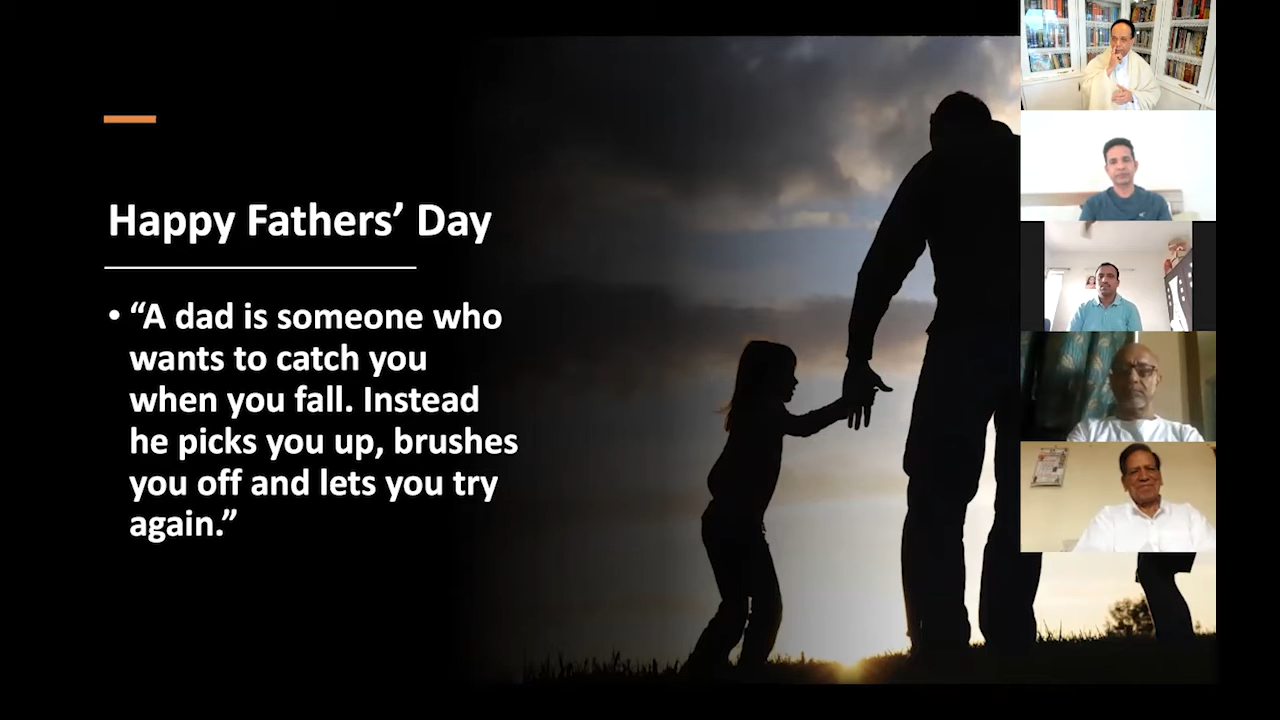 Happy Fathers’ Day
• “A dad is someone who
wants to catch you
when you fall. Instead
he picks you up, brushes
you off and lets you try
again.”